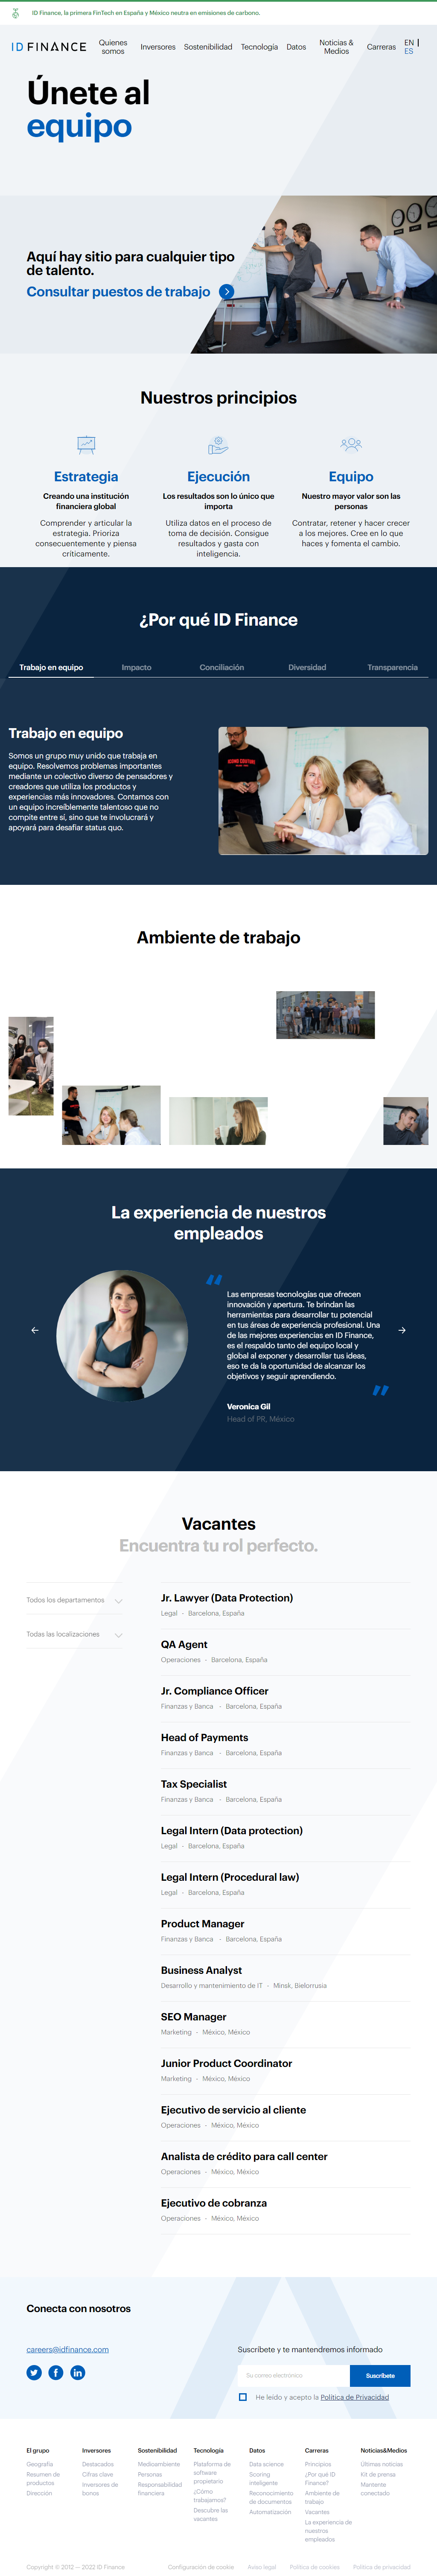 ID Finance, la primera FinTech en España y México neutra en emisiones de carbono.
ID FINANCE
Quienes somos
Inversores
Sostenibilidad
Tecnología
Datos
Noticias & Medios
Carreras
EN |
ES
Únete al
equipo
Aquí hay sitio para cualquier tipo
de talento.
Consultar puestos de trabajo
Nuestros principios
Estrategia
Creando una institución
financiera global
Comprender y articular la
estrategia. Prioriza
consecuentemente y piensa
críticamente.
Ejecución
Los resultados son lo único que
importa
Utiliza datos en el proceso de
toma de decisión. Consigue
resultados y gasta con
inteligencia.
Equipo
Nuestro mayor valor son las
personas
Contratar, retener y hacer crecer
a los mejores. Cree en lo que
haces y fomenta el cambio.
¿Por qué ID Finance
Trabajo en equipo
Impacto
Conciliación
Diversidad
Transparencia
Trabajo en equipo
Somos un grupo muy unido que trabaja en
equipo. Resolvemos problemas importantes
mediante un colectivo diverso de pensadores y
creadores que utiliza los productos y
experiencias más innovadores. Contamos con
un equipo increíblemente talentoso que no
compite entre sí, sino que te involucrará y
apoyará para desafiar status quo.
Ambiente de trabajo
La experiencia de nuestros
empleados
Las empresas tecnologías que ofrecen
innovación y apertura. Te brindan las
herramientas para desarrollar tu potencial
en tus áreas de experiencia profesional. Una
de las mejores experiencias en ID Finance,
es el respaldo tanto del equipo local y
global al exponer y desarrollar tus ideas,
eso te da la oportunidad de alcanzar los
objetivos y seguir aprendiendo.
Veronica Gil
Head of PR, México
Vacantes
Encuentra tu rol perfecto.
Todos los departamentos
Todas las localizaciones
Jr. Lawyer (Data Protection)
Legal - Barcelona, España
QA Agent
Operaciones - Barcelona, España
Jr. Compliance Officer
Finanzas y Banca - Barcelona, España
Head of Payments
Finanzas y Banca - Barcelona, España
Tax Specialist
Finanzas y Banca - Barcelona, España
Legal Intern (Data protection)
Legal - Barcelona, España
Legal Intern (Procedural law)
Legal - Barcelona, España
Product Manager
Finanzas y Banca - Barcelona, España
Business Analyst
Desarrollo y mantenimiento de IT - Minsk, Bielorrusia
SEO Manager
Marketing - México, México
Junior Product Coordinator
Marketing - México, México
Ejecutivo de servicio al cliente
Operaciones - México, México
Analista de crédito para call center
Operaciones - México, México
Ejecutivo de cobranza
Operaciones - México, México
Conecta con nosotros
careers@idfinance.com
Suscríbete y te mantendremos informado
Su correo electrónico
Suscríbete
He leído y acepto la Política de Privacidad
El grupo
Geografía
Resumen de
productos
Dirección
Inversores
Destacados
Cifras clave
Inversores de
bonos
Sostenibilidad
Medioambiente
Personas
Responsabilidad
financiera
Tecnología
Plataforma de
software
propietario
¿Cómo
trabajamos?
Descubre las
vacantes
Datos
Data science
Scoring
inteligente
Reconocimiento
de documentos
Automatización
Carreras
Principios
¿Por qué ID
Finance?
Ambiente de
trabajo
Vacantes
La experiencia de
nuestros
empleados
Noticias&Medios
Últimas noticias
Kit de prensa
Mantente
conectado
Copyright © 2012 — 2022 ID Finance
Configuración de cookie
Aviso legal
Política de cookies
Política de privacidad